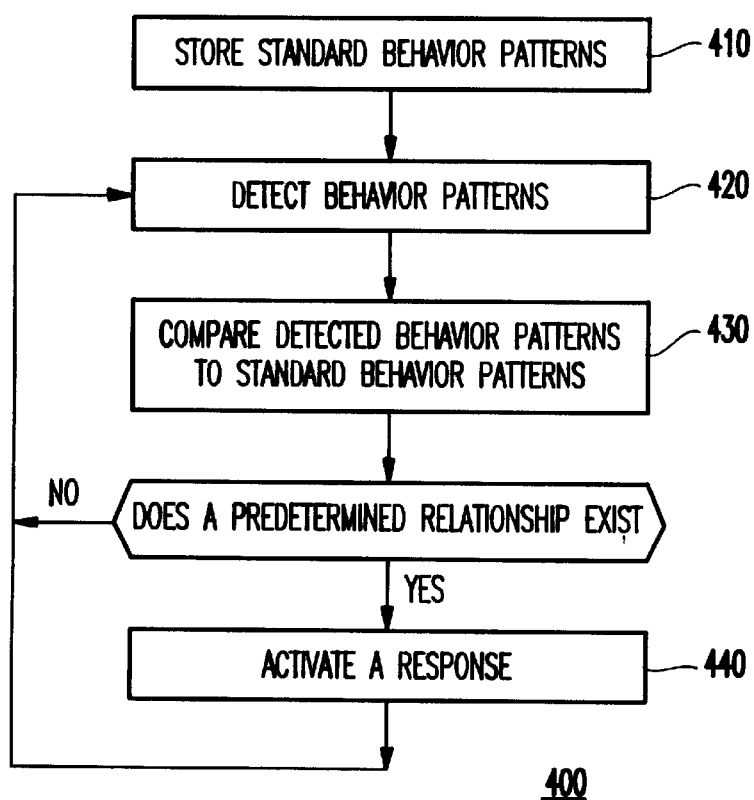 STORE STANDARD BEHAVIOR PATTERNS
410
DETECT BEHAVIOR PATTERNS
420
COMPARE DETECTED BEHAVIOR PATTERNS
TO STANDARD BEHAVIOR PATTERNS
430
NO
DOES A PREDETERMINED RELATIONSHIP EXIST
YES
ACTIVATE A RESPONSE
440
400